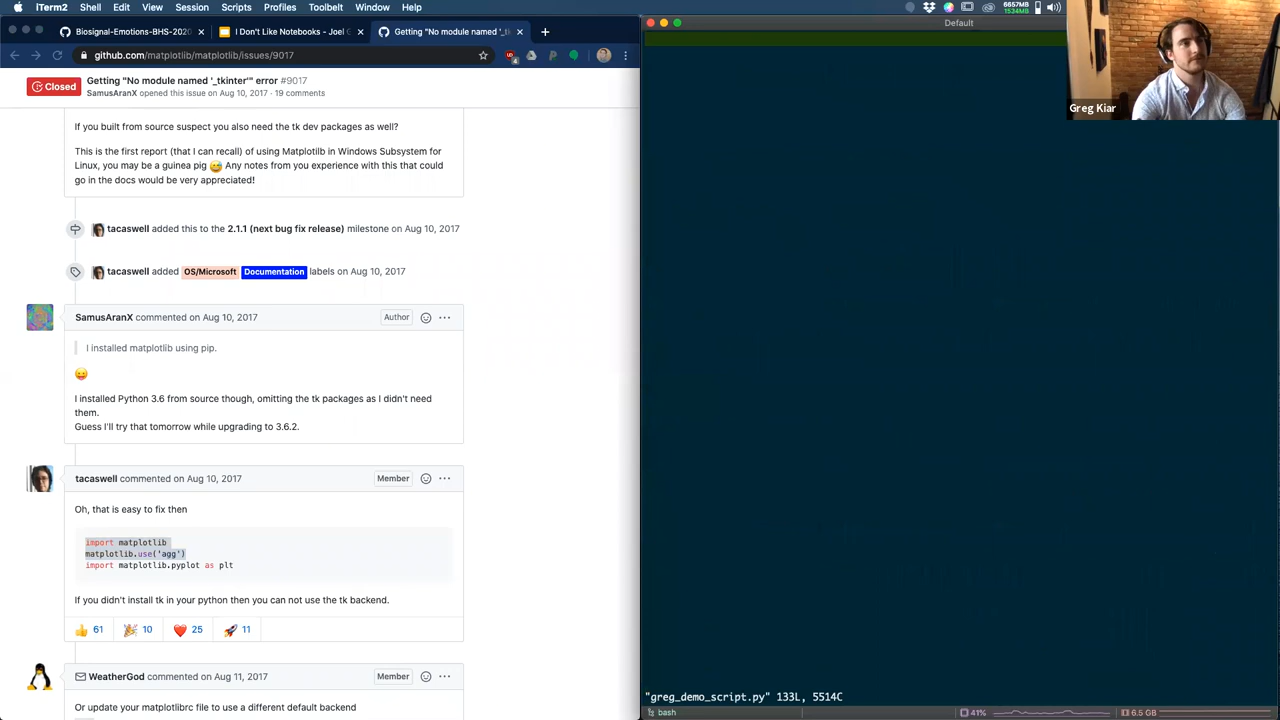 iTerm2 Shell Edit View Session Scripts Profiles Toolbelt Window Help
6657MB
1534MB
Biosignal-Emotions-BHS-2020
I Don't Like Notebooks - Joel G
Getting "No module named '_tk
github.com/matplotlib/matplotlib/issues/9017
Closed
Getting "No module named '_tkinter'" error #9017
SamusAranX opened this issue on Aug 10, 2017 · 19 comments
If you built from source suspect you also need the tk dev packages as well?
This is the first report (that I can recall) of using Matplotilb in Windows Subsystem for
Linux, you may be a guinea pig 😅 Any notes from you experience with this that could
go in the docs would be very appreciated!
tacaswell added this to the 2.1.1 (next bug fix release) milestone on Aug 10, 2017
tacaswell added OS/Microsoft Documentation labels on Aug 10, 2017
SamusAranX commented on Aug 10, 2017 Author
I installed matplotlib using pip.
😛
I installed Python 3.6 from source though, omitting the tk packages as I didn't need
them.
Guess I'll try that tomorrow while upgrading to 3.6.2.
tacaswell commented on Aug 10, 2017 Member
Oh, that is easy to fix then
import matplotlib
matplotlib.use('agg')
import matplotlib.pyplot as plt
If you didn't install tk in your python then you can not use the tk backend.
👍 61 🎉 10 ❤️ 25 🚀 11
WeatherGod commented on Aug 11, 2017 Member
Or update your matplotlibrc file to use a different default backend
Default
Greg Kiar
"greg_demo_script.py" 133L, 5514C
bash 41% 6.5 GB